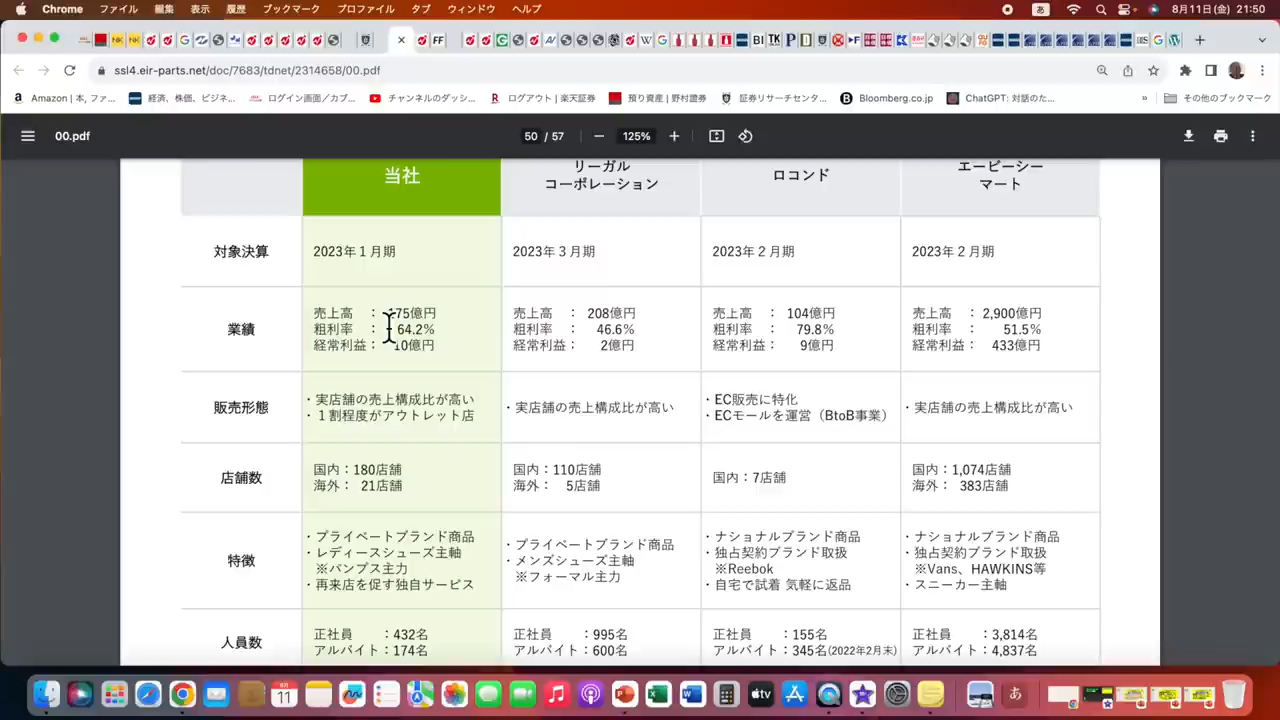 Chrome ファイル 編集 表示 履歴 ブックマーク プロファイル タブ ウィンドウ ヘルプ
あ
8月11日(金) 21:50
ssl4.eir-parts.net/doc/7683/tdnet/2314658/00.pdf
Amazon | 本, ファ... 経済、株価、ビジネ... ログイン画面／カブ... チャンネルのダッシ... ログアウト | 楽天証券 預り資産 | 野村證券 証券リサーチセンタ... Bloomberg.co.jp ChatGPT: 対話のた... » その他のブックマーク
00.pdf 50 / 57 − 125% +
当社
リーガル
コーポレーション
ロコンド
エービーシー
マート
対象決算
2023年1月期
2023年3月期
2023年2月期
2023年2月期
業績
売上高 ： 75億円
粗利率 ： 64.2%
経常利益： 10億円
売上高 ： 208億円
粗利率 ： 46.6%
経常利益： 2億円
売上高 ： 104億円
粗利率 ： 79.8%
経常利益： 9億円
売上高 ：2,900億円
粗利率 ： 51.5%
経常利益： 433億円
販売形態
・実店舗の売上構成比が高い
・１割程度がアウトレット店
・実店舗の売上構成比が高い
・EC販売に特化
・ECモールを運営（BtoB事業）
・実店舗の売上構成比が高い
店舗数
国内：180店舗
海外： 21店舗
国内：110店舗
海外： 5店舗
国内：7店舗
国内：1,074店舗
海外： 383店舗
特徴
・プライベートブランド商品
・レディースシューズ主軸
※パンプス主力
・再来店を促す独自サービス
・プライベートブランド商品
・メンズシューズ主軸
※フォーマル主力
・ナショナルブランド商品
・独占契約ブランド取扱
※Reebok
・自宅で試着 気軽に返品
・ナショナルブランド商品
・独占契約ブランド取扱
※Vans、HAWKINS等
・スニーカー主軸
人員数
正社員 ：432名
アルバイト：174名
正社員 ：995名
アルバイト：600名
正社員 ：155名
アルバイト：345名(2022年2月末)
正社員 ：3,814名
アルバイト：4,837名